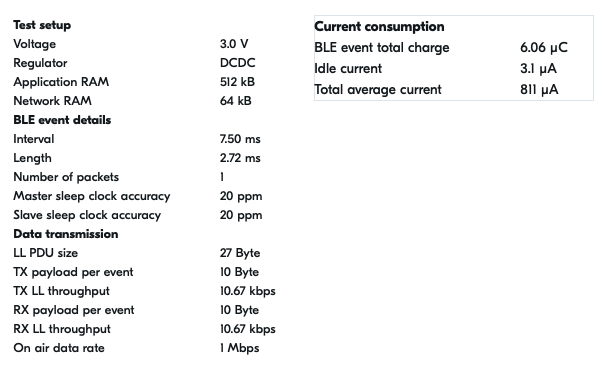 Test setup
Voltage 3.0 V
Regulator DCDC
Application RAM 512 kB
Network RAM 64 kB
BLE event details
Interval 7.50 ms
Length 2.72 ms
Number of packets 1
Master sleep clock accuracy 20 ppm
Slave sleep clock accuracy 20 ppm
Data transmission
LL PDU size 27 Byte
TX payload per event 10 Byte
TX LL throughput 10.67 kbps
RX payload per event 10 Byte
RX LL throughput 10.67 kbps
On air data rate 1 Mbps
Current consumption
BLE event total charge 6.06 µC
Idle current 3.1 µA
Total average current 811 µA